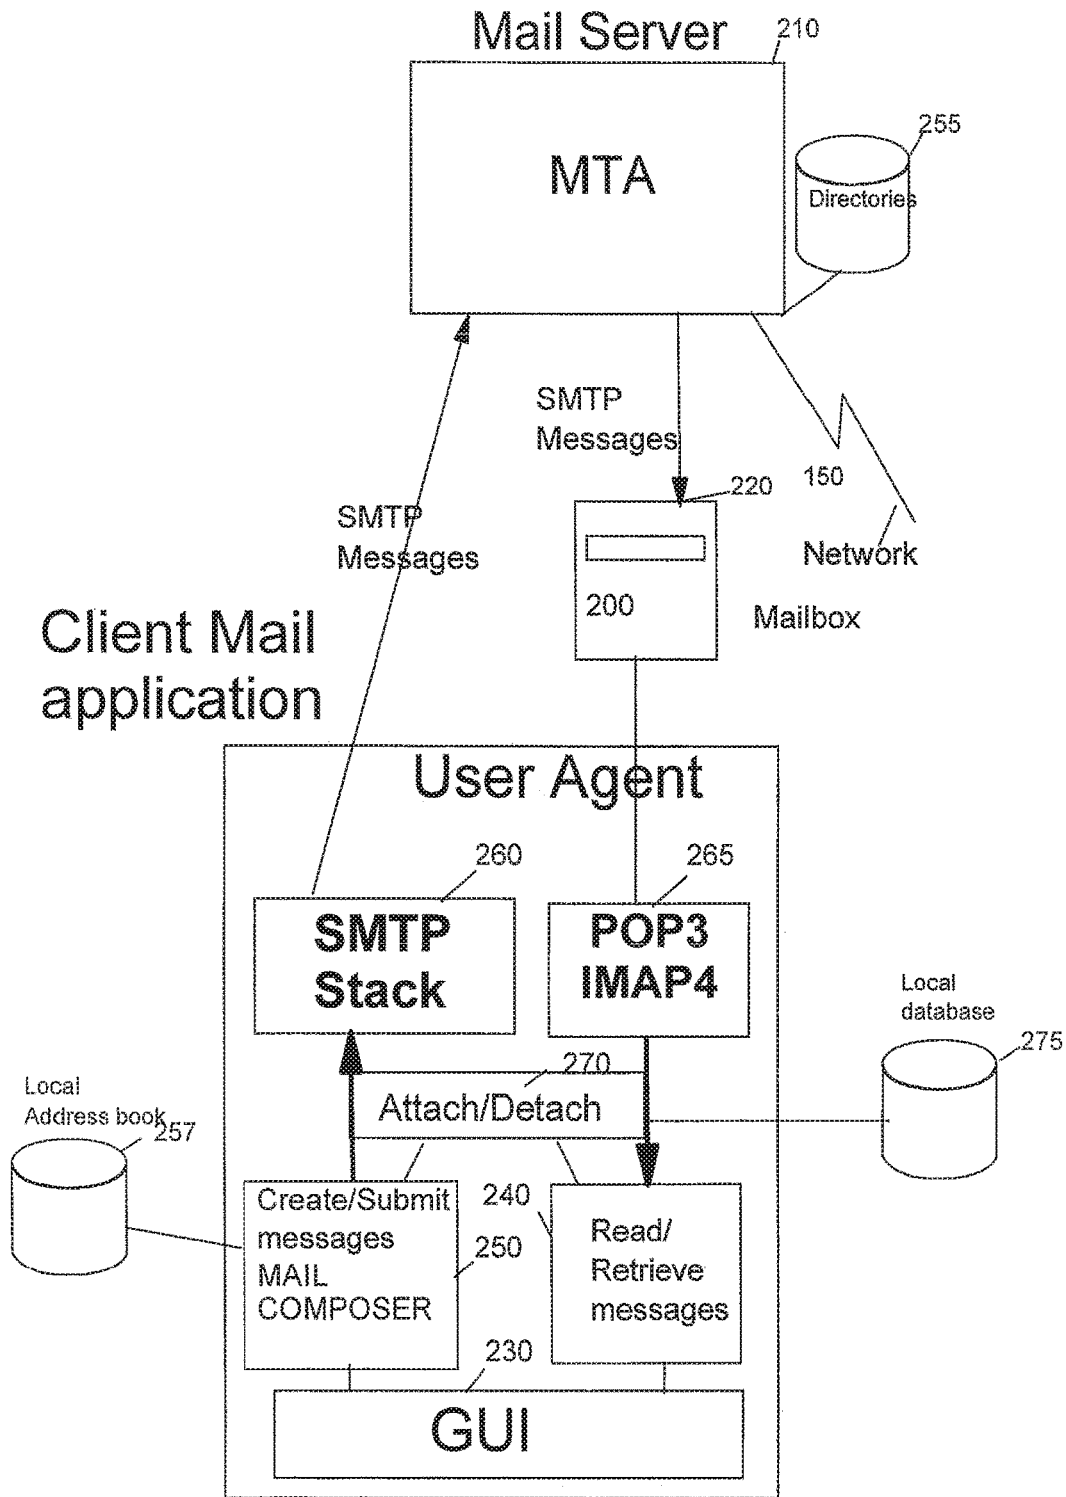 Mail Server
210
MTA
255
Directories
SMTP
Messages
150
220
Network
SMTP
Messages
200
Mailbox
Client Mail
application
User Agent
260
265
SMTP
Stack
POP3
IMAP4
Local
database
275
270
Attach/Detach
Local
Address book
257
Create/Submit
messages
MAIL
COMPOSER
250
240
Read/
Retrieve
messages
230
GUI